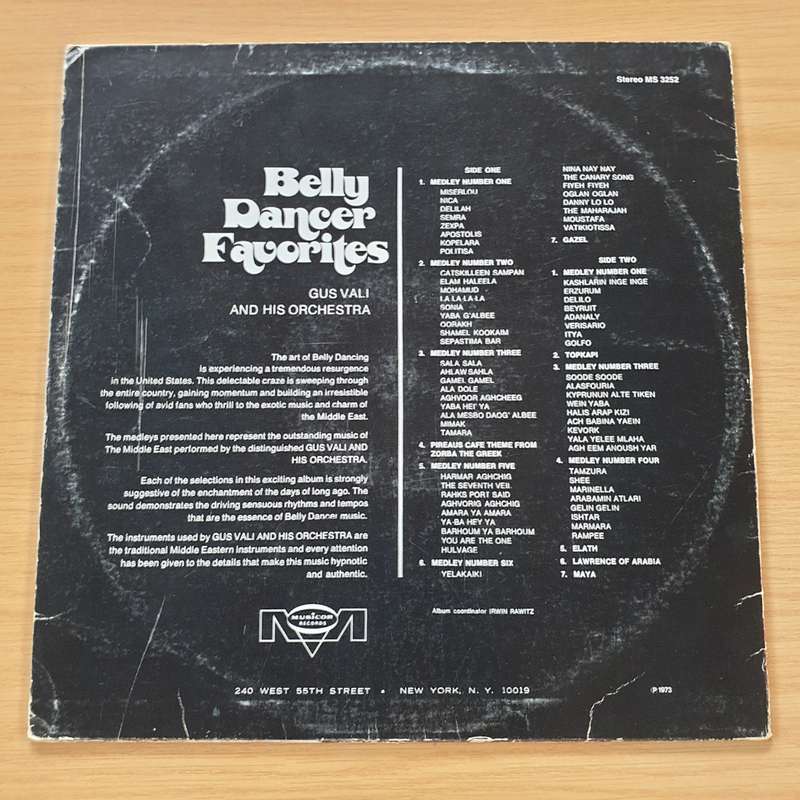 Stereo MS 3252
Belly
Dancer
Favorites
GUS VALI
AND HIS ORCHESTRA
The art of Belly Dancing
is experiencing a tremendous resurgence
in the United States. This delectable craze is sweeping through
the entire country, gaining momentum and building an irresistible
following of avid fans who thrill to the exotic music and charm of
the Middle East.
The medleys presented here represent the outstanding music of
The Middle East performed by the distinguished GUS VALI AND
HIS ORCHESTRA.
Each of the selections in this exciting album is strongly
suggestive of the enchantment of the days of long ago. The
sound demonstrates the driving sensuous rhythms and tempos
that are the essence of Belly Dancer music.
The instruments used by GUS VALI AND HIS ORCHESTRA are
the traditional Middle Eastern instruments and every attention
has been given to the details that make this music hypnotic
and authentic.
SIDE ONE
1. MEDLEY NUMBER ONE
MISERLOU
NICA
DELILAH
SEMRA
ZEXPA
APOSTOLIS
KOPELARA
POLITISA
2. MEDLEY NUMBER TWO
CATSKILLEEN SAMPAN
ELAM HALEELA
MOHAMUD
LA-LA-LA-LA
SONIA
YABA G'ALBEE
OORAKH
SHAMEL KOOKAIM
SEPASTIMA BAR
3. MEDLEY NUMBER THREE
SALA SALA
AHLAW SAHLA
GAMEL GAMEL
ALA DOLE
AGHVOOR AGHCHEEG
YABA HEY YA
ALA MESBO DAOG' ALBEE
MIMAK
TAMARA
4. PIREAUS CAFE THEME FROM
ZORBA THE GREEK
5. MEDLEY NUMBER FIVE
HARMAR AGHCHIG
THE SEVENTH VEIL
RAHKS PORT SAID
AGHVORIG AGHCHIG
AMARA YA AMARA
YA-BA HEY YA
BARHOUM YA BARHOUM
YOU ARE THE ONE
HULVAGE
6. MEDLEY NUMBER SIX
YELAKAIKI
NINA NAY NAY
THE CANARY SONG
FIYEH FIYEH
OGLAN OGLAN
DANNY LO LO
THE MAHARAJAH
MOUSTAFA
VATIKIOTISSA
7. GAZEL
SIDE TWO
1. MEDLEY NUMBER ONE
KASHLARIN INGE INGE
ERZURUM
DELILO
BEYRUIT
ADANALY
VERISARIO
ITYA
GOLFO
2. TOPKAPI
3. MEDLEY NUMBER THREE
SOODE SOODE
ALASFOURIA
KYPRUNUN ALTE TIKEN
WEIN YABA
HALIS ARAP KIZI
ACH BABINA YAEIN
KEVORK
YALA YELEE MLAHA
AGH EEM ANOUSH YAR
4. MEDLEY NUMBER FOUR
TAMZURA
SHEE
MARINELLA
ARABAMIN ATLARI
GELIN GELIN
ISHTAR
MARMARA
RAMPEE
5. ELATH
6. LAWRENCE OF ARABIA
7. MAYA
Album coordinator IRWIN RAWITZ
MUSICOR
RECORDS
240 WEST 55TH STREET • NEW YORK, N. Y. 10019
Ⓟ 1973